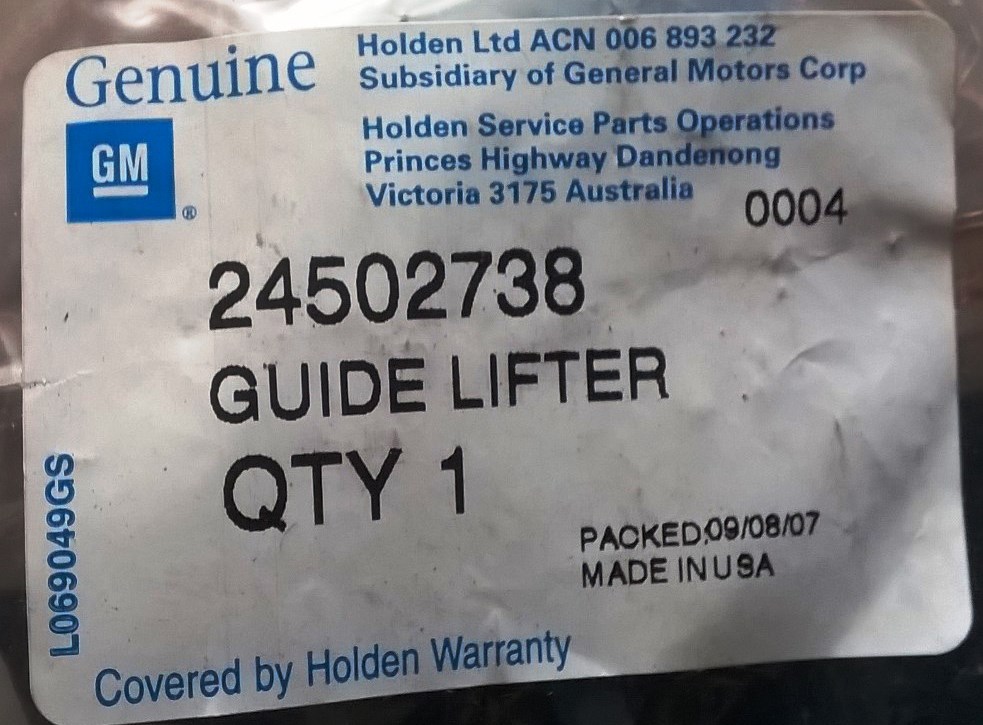 Genuine
GM
®
Holden Ltd ACN 006 893 232
Subsidiary of General Motors Corp
Holden Service Parts Operations
Princes Highway Dandenong
Victoria 3175 Australia
0004
24502738
GUIDE LIFTER
QTY 1
PACKED:09/08/07
MADE IN USA
L069049GS
Covered by Holden Warranty